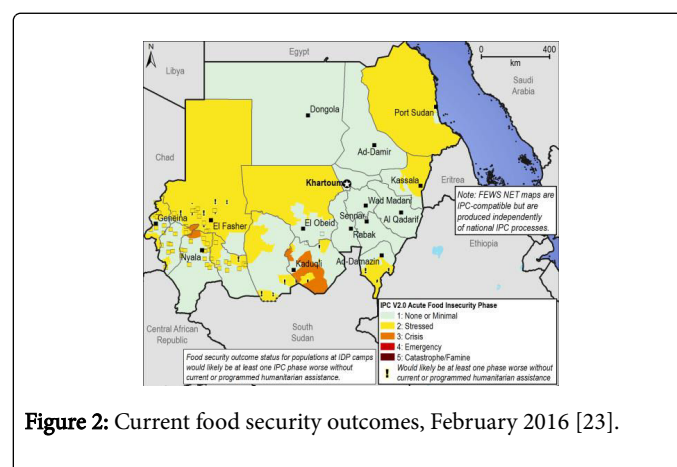 N
Egypt
0 400
km
Libya
Saudi
Arabia
Dongola
Port Sudan
Ad-Damir
Chad
Khartoum
Kassala
Eritrea
Wad Madani
Note: FEWS NET maps are
IPC-compatible but are
produced independently
of national IPC processes.
Geneina
El Fasher
El Obeid
Sennar
Al Qadarif
Rabak
Ethiopia
Nyala
Kadugli
Ad-Damazin
Central African
Republic
South
Sudan
IPC V2.0 Acute Food Insecurity Phase
1: None or Minimal
2: Stressed
3: Crisis
4: Emergency
5: Catastrophe/Famine
! Would likely be at least one phase worse without
current or programmed humanitarian assistance
Food security outcome status for populations at IDP camps
would likely be at least one IPC phase worse without
current or programmed humanitarian assistance.
Figure 2: Current food security outcomes, February 2016 [23].